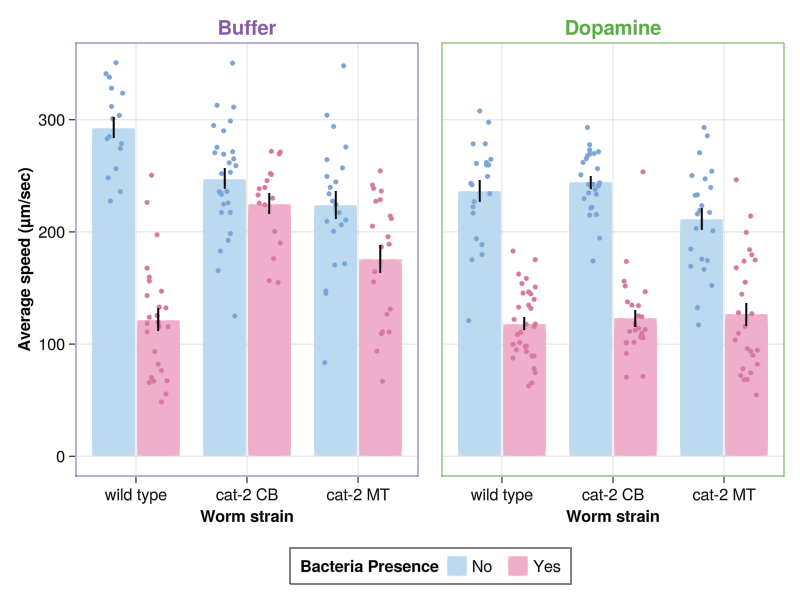 Buffer
Dopamine
Average speed (µm/sec)
300
200
100
0
wild type
cat-2 CB
cat-2 MT
wild type
cat-2 CB
cat-2 MT
Worm strain
Worm strain
Bacteria Presence No Yes